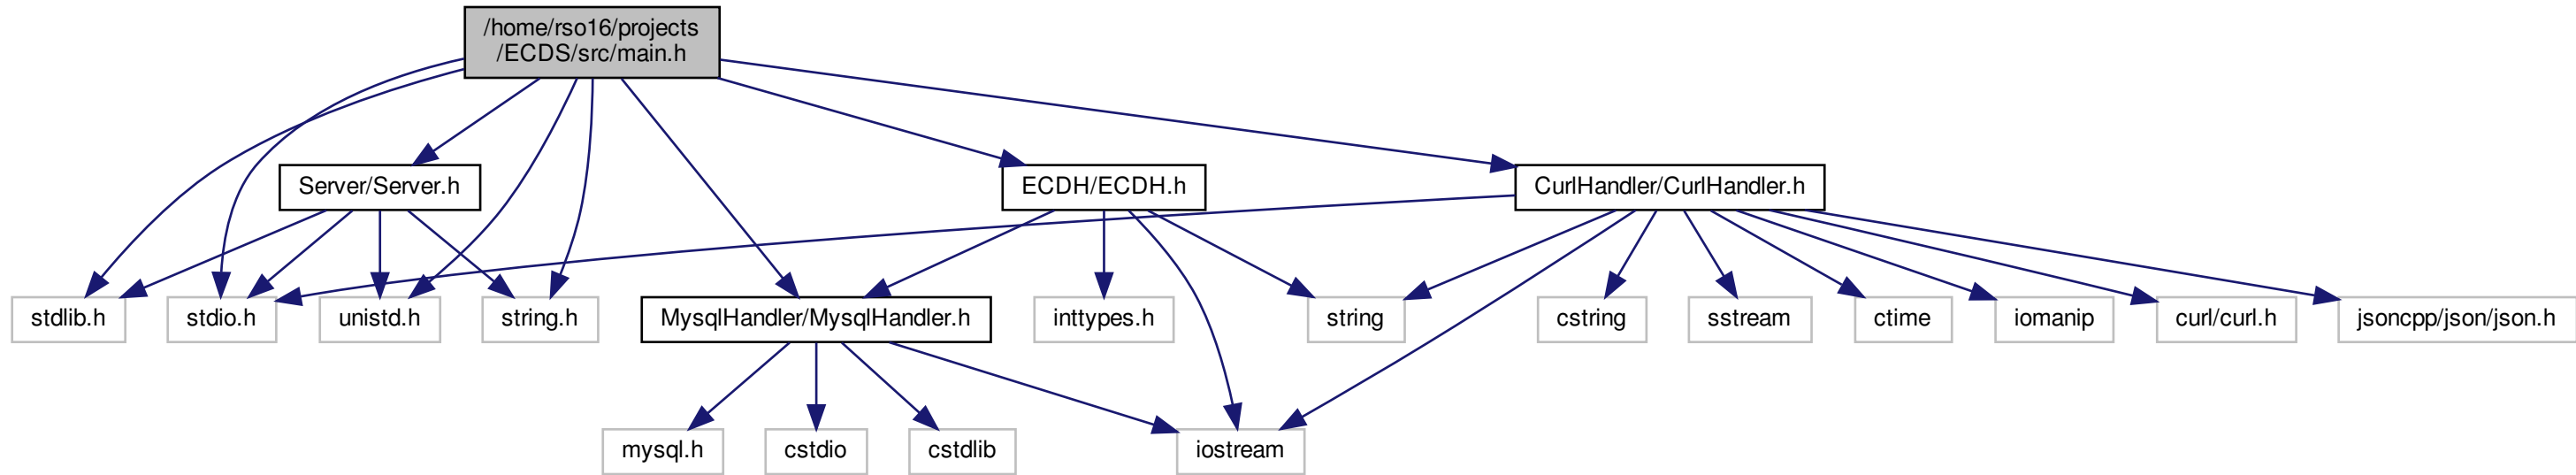 /home/rso16/projects
/ECDS/src/main.h
Server/Server.h
ECDH/ECDH.h
CurlHandler/CurlHandler.h
stdlib.h
stdio.h
unistd.h
string.h
MysqlHandler/MysqlHandler.h
inttypes.h
string
cstring
sstream
ctime
iomanip
curl/curl.h
jsoncpp/json/json.h
mysql.h
cstdio
cstdlib
iostream